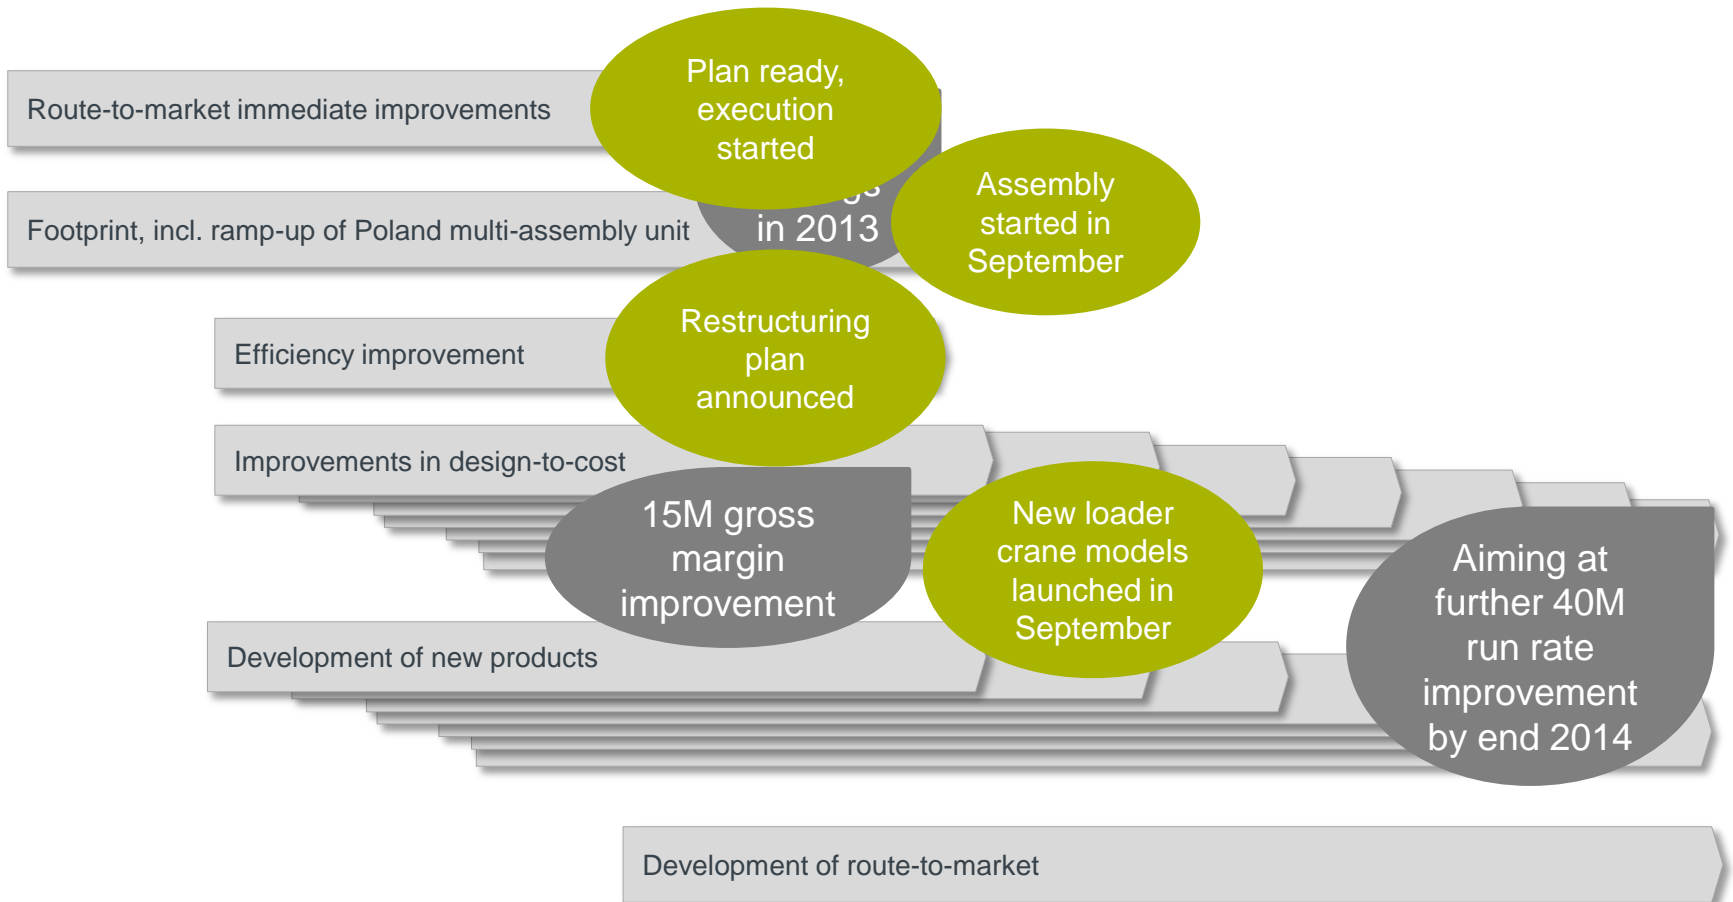 Plan ready,
execution
started
Route-to-market immediate improvements
Assembly
started in
September
in 2013
Footprint, incl. ramp-up of Poland multi-assembly unit
Restructuring
plan
announced
Efficiency improvement
Improvements in design-to-cost
15M gross
margin
improvement
New loader
crane models
launched in
September
Aiming at
further 40M
run rate
improvement
by end 2014
Development of new products
Development of route-to-market